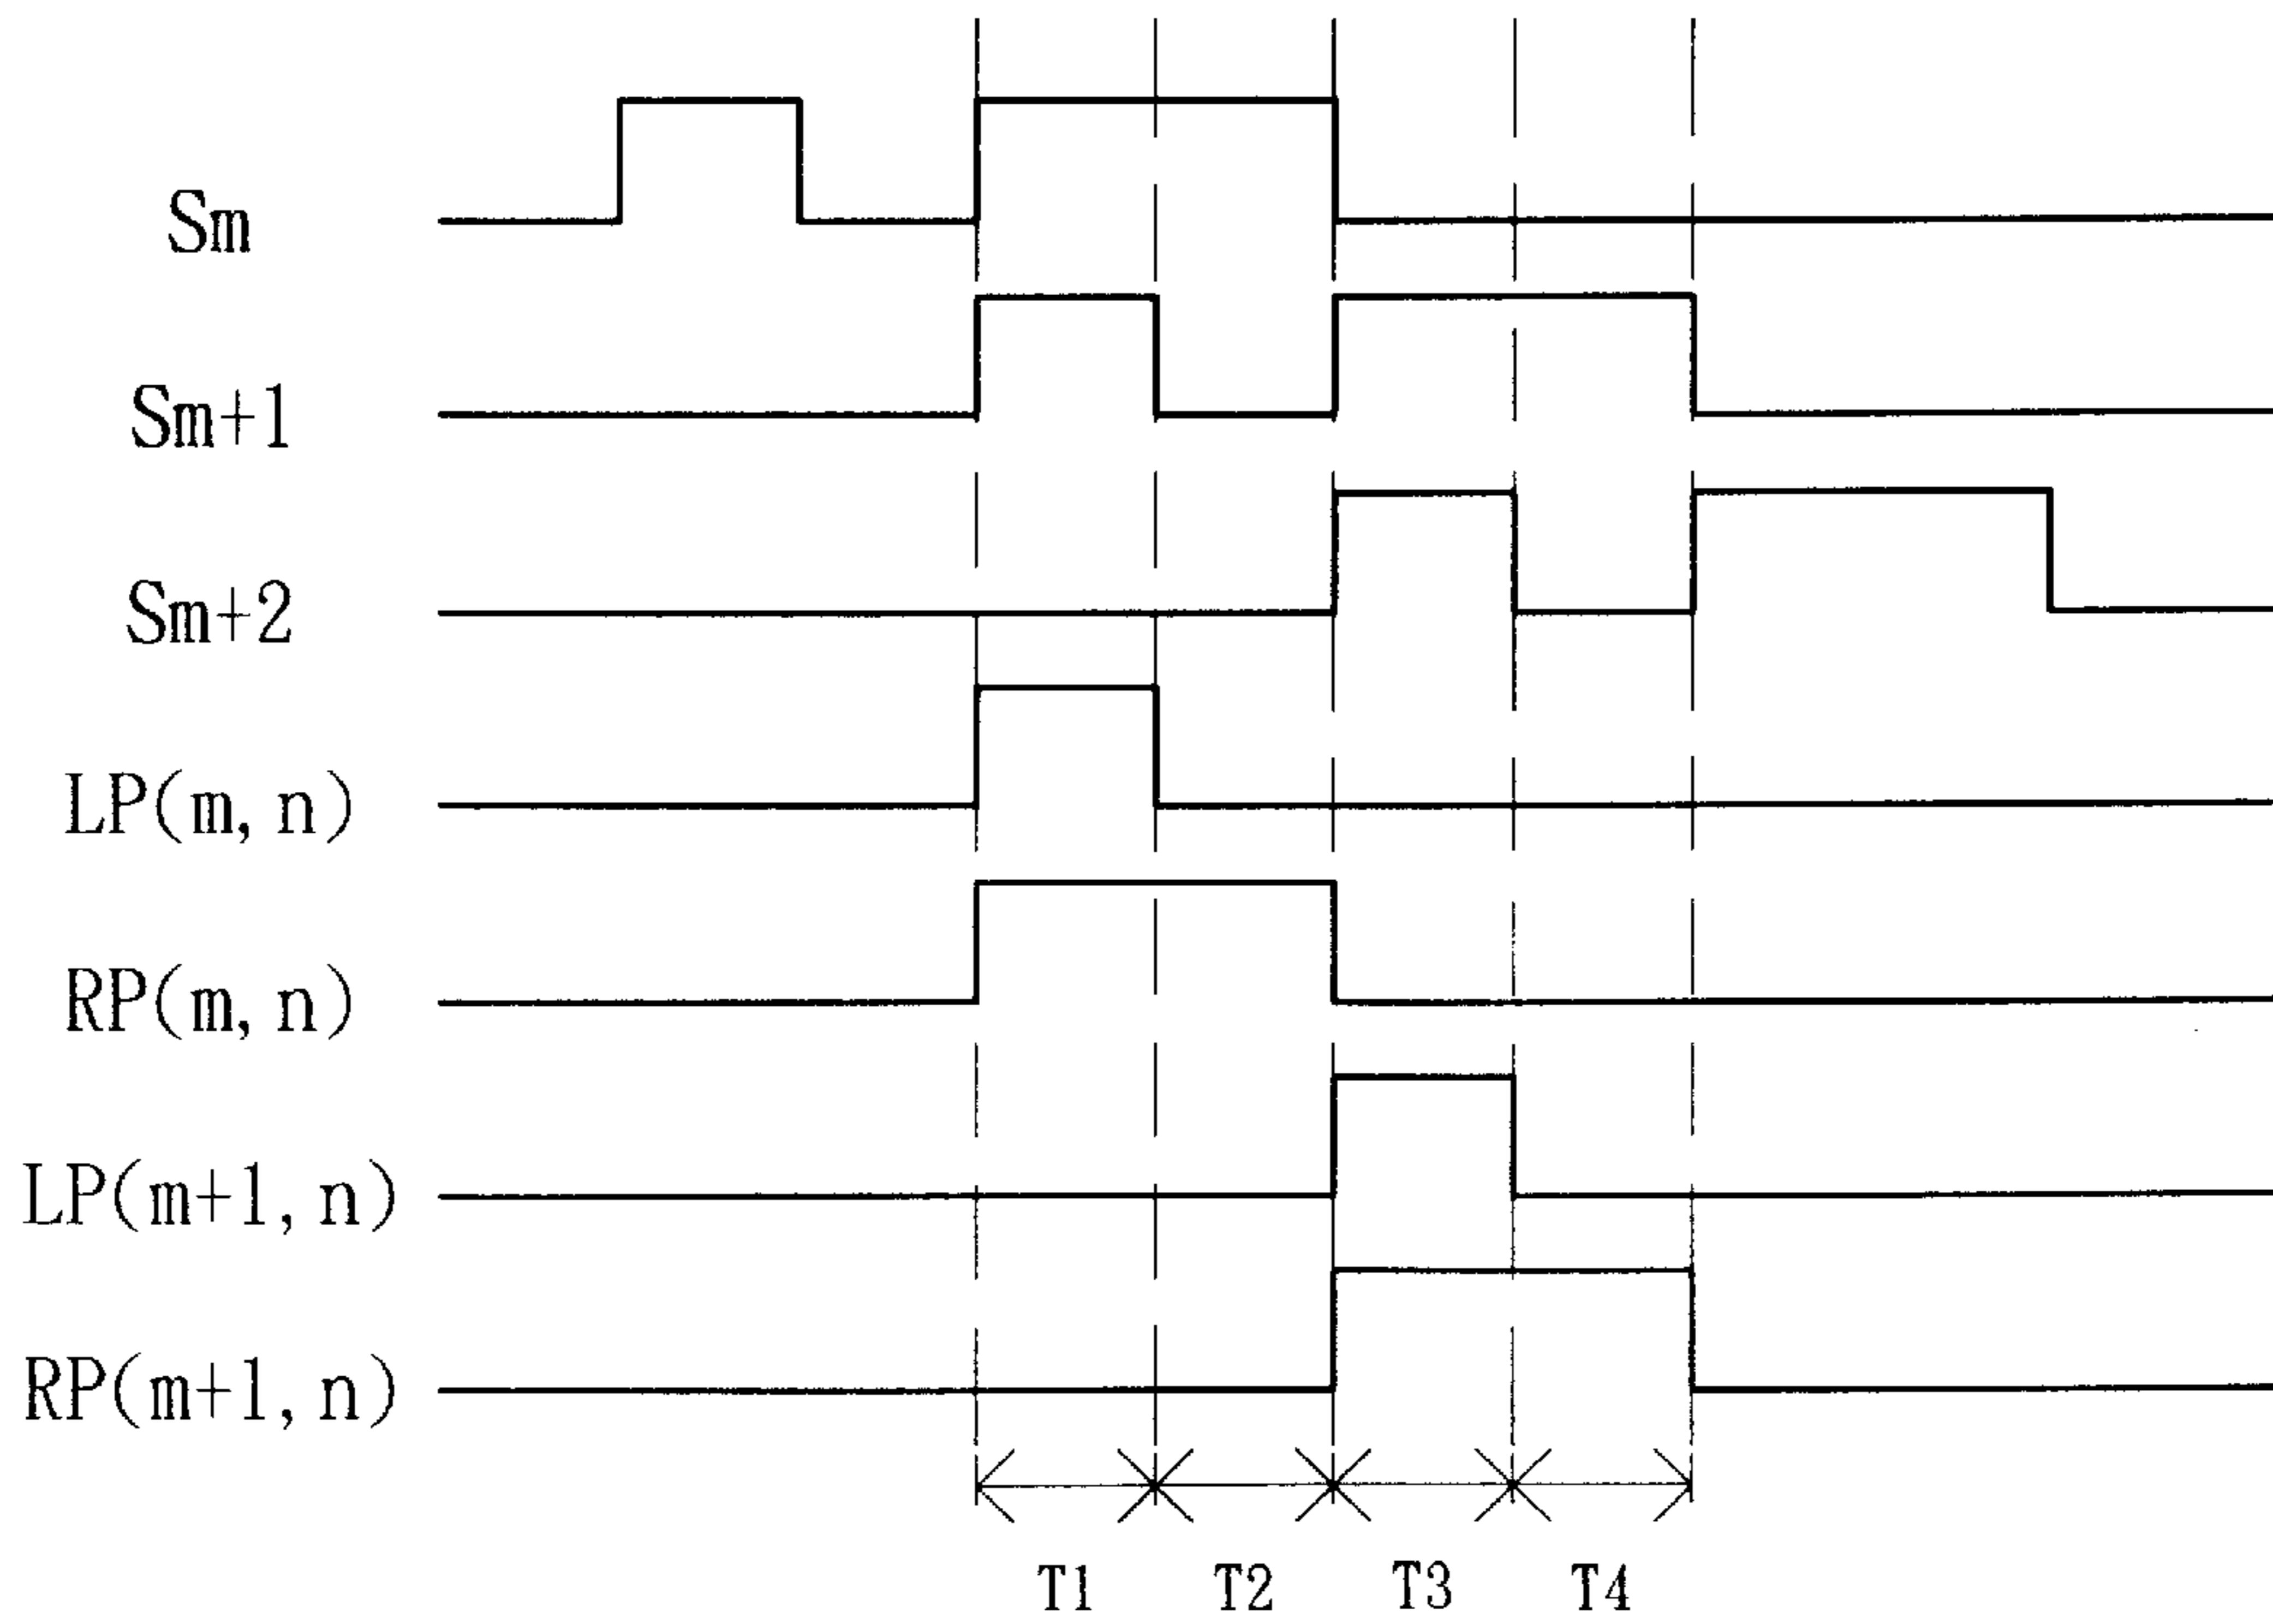 Sm
Sm+1
Sm+2
LP(m, n)
RP(m, n)
LP(m+1, n)
RP(m+1, n)
T1 T2 T3 T4